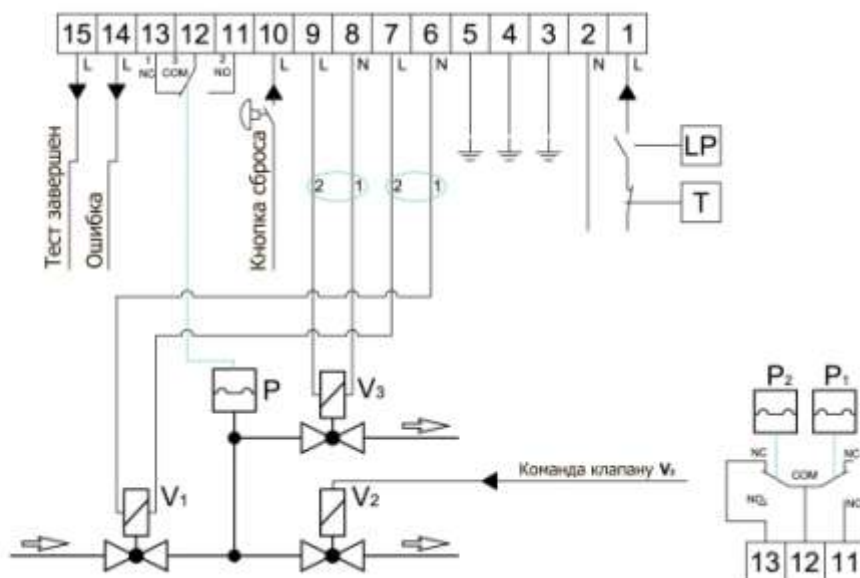 15 14 13 12 11 10 9 8 7 6 5 4 3 2 1
L L 1 NC 3 COM 2 NO L L N L N N L
Тест завершен
Ошибка
Кнопка сброса
2 1 2 1
LP
T
P
V3
V1
V2
Команда клапану V2
P2 P1
NC NC
COM
NO NO
13 12 11